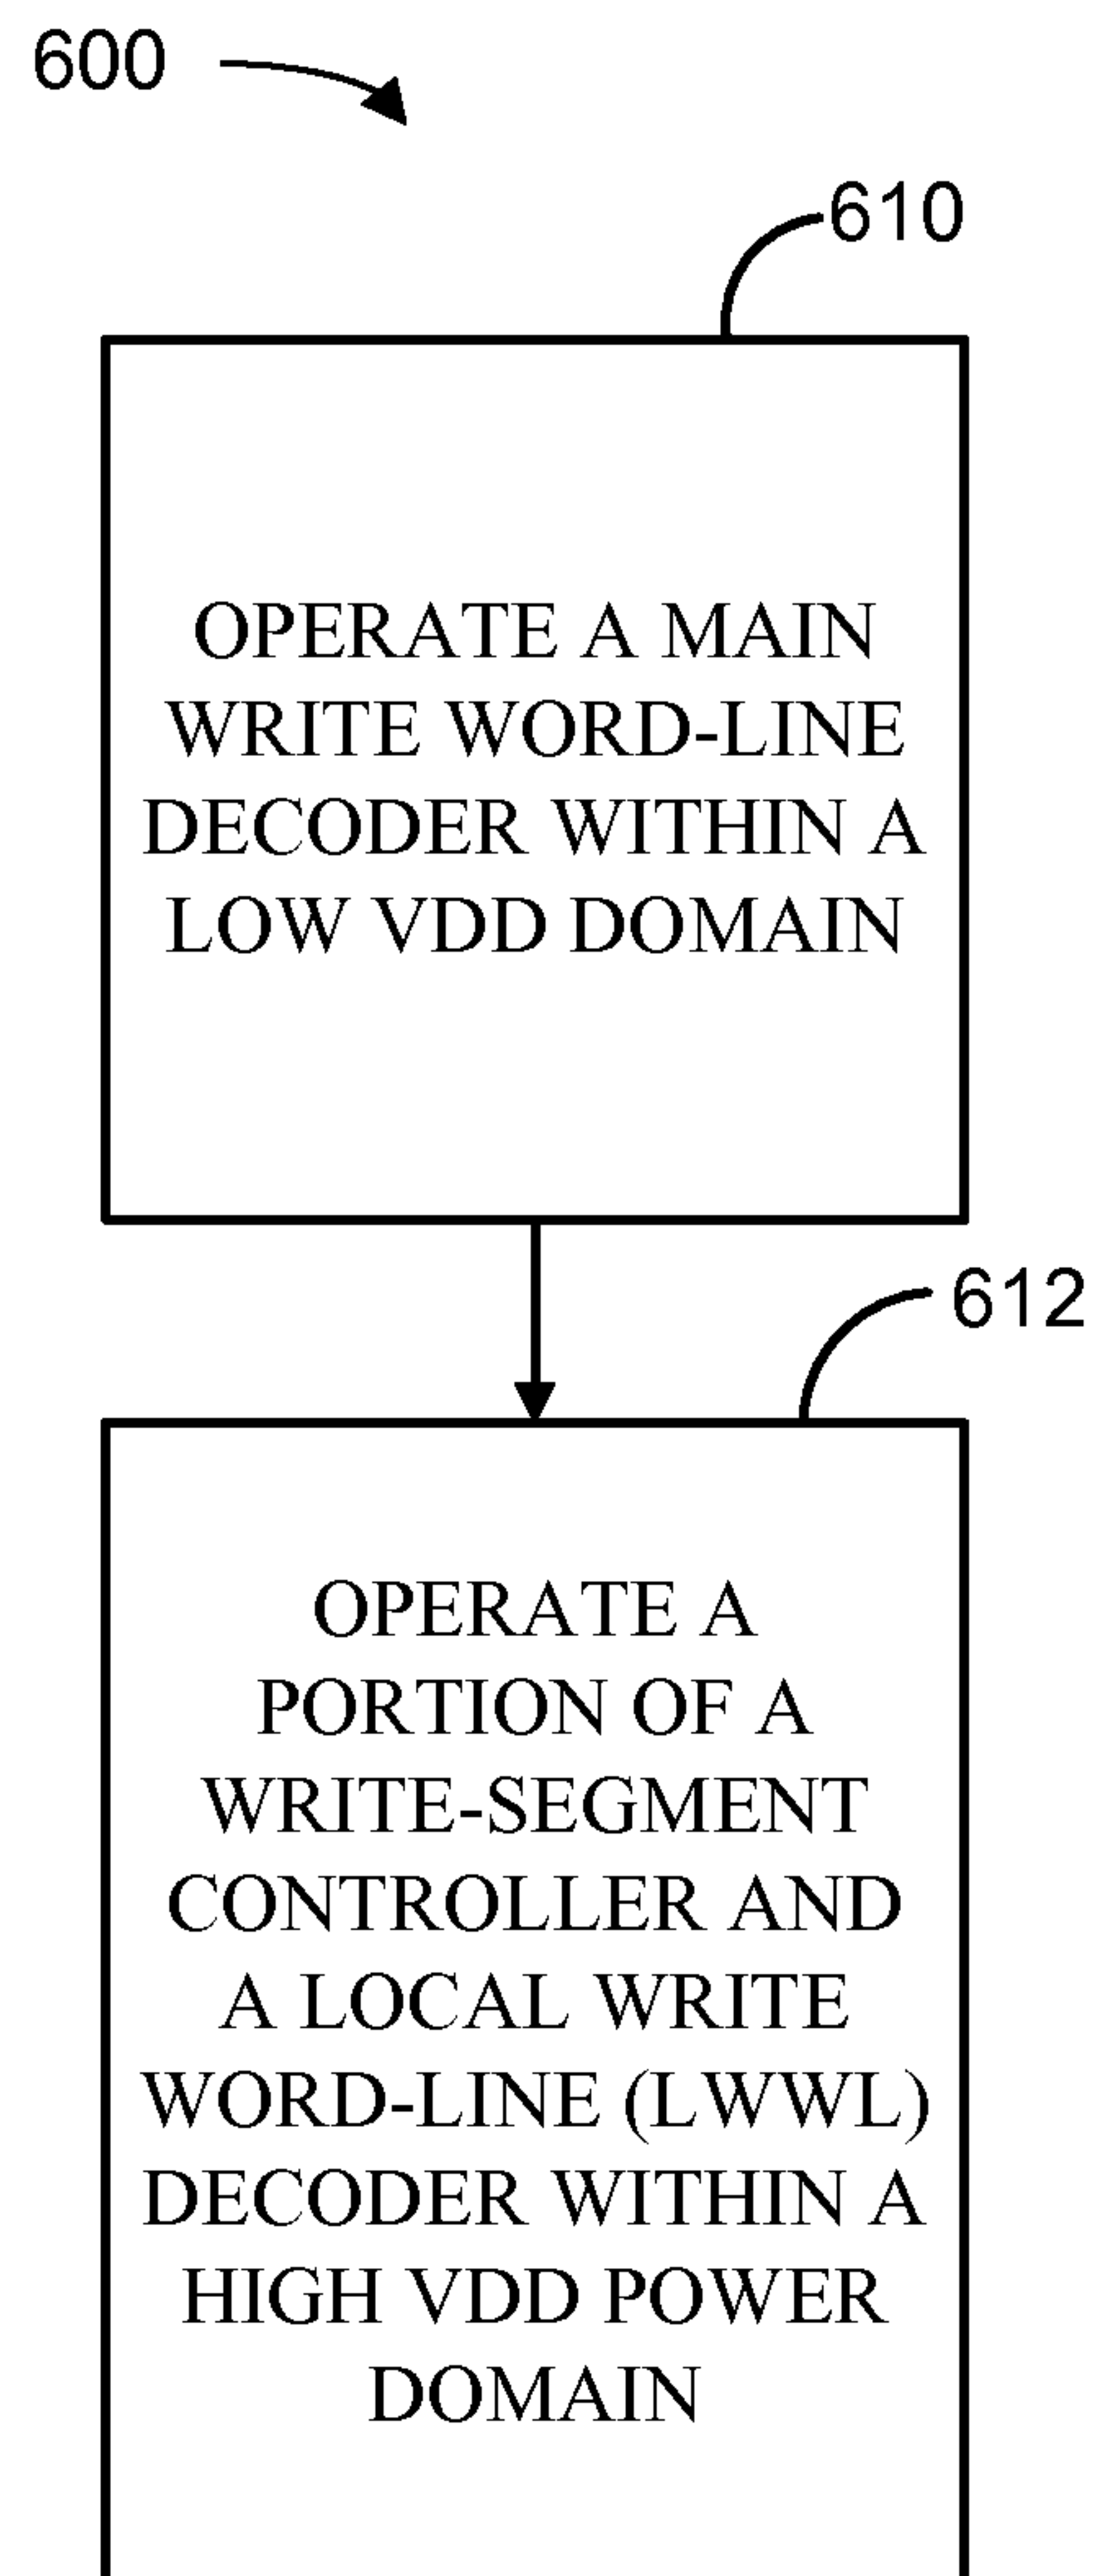 600
610
OPERATE A MAIN
WRITE WORD-LINE
DECODER WITHIN A
LOW VDD DOMAIN
612
OPERATE A
PORTION OF A
WRITE-SEGMENT
CONTROLLER AND
A LOCAL WRITE
WORD-LINE (LWWL)
DECODER WITHIN A
HIGH VDD POWER
DOMAIN